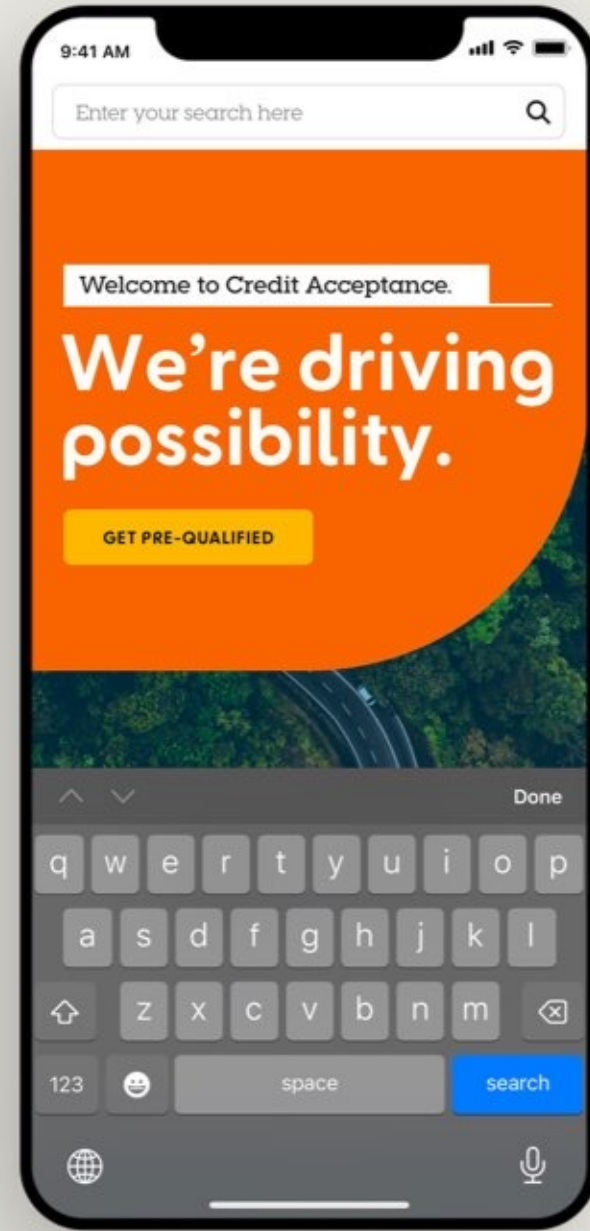 9:41 AM
Enter your search here
Welcome to Credit Acceptance.
We're driving
possibility.
GET PRE-QUALIFIED
Done
q w e r t y u i o p
a s d f g h j k l
z x c v b n m
123 space search